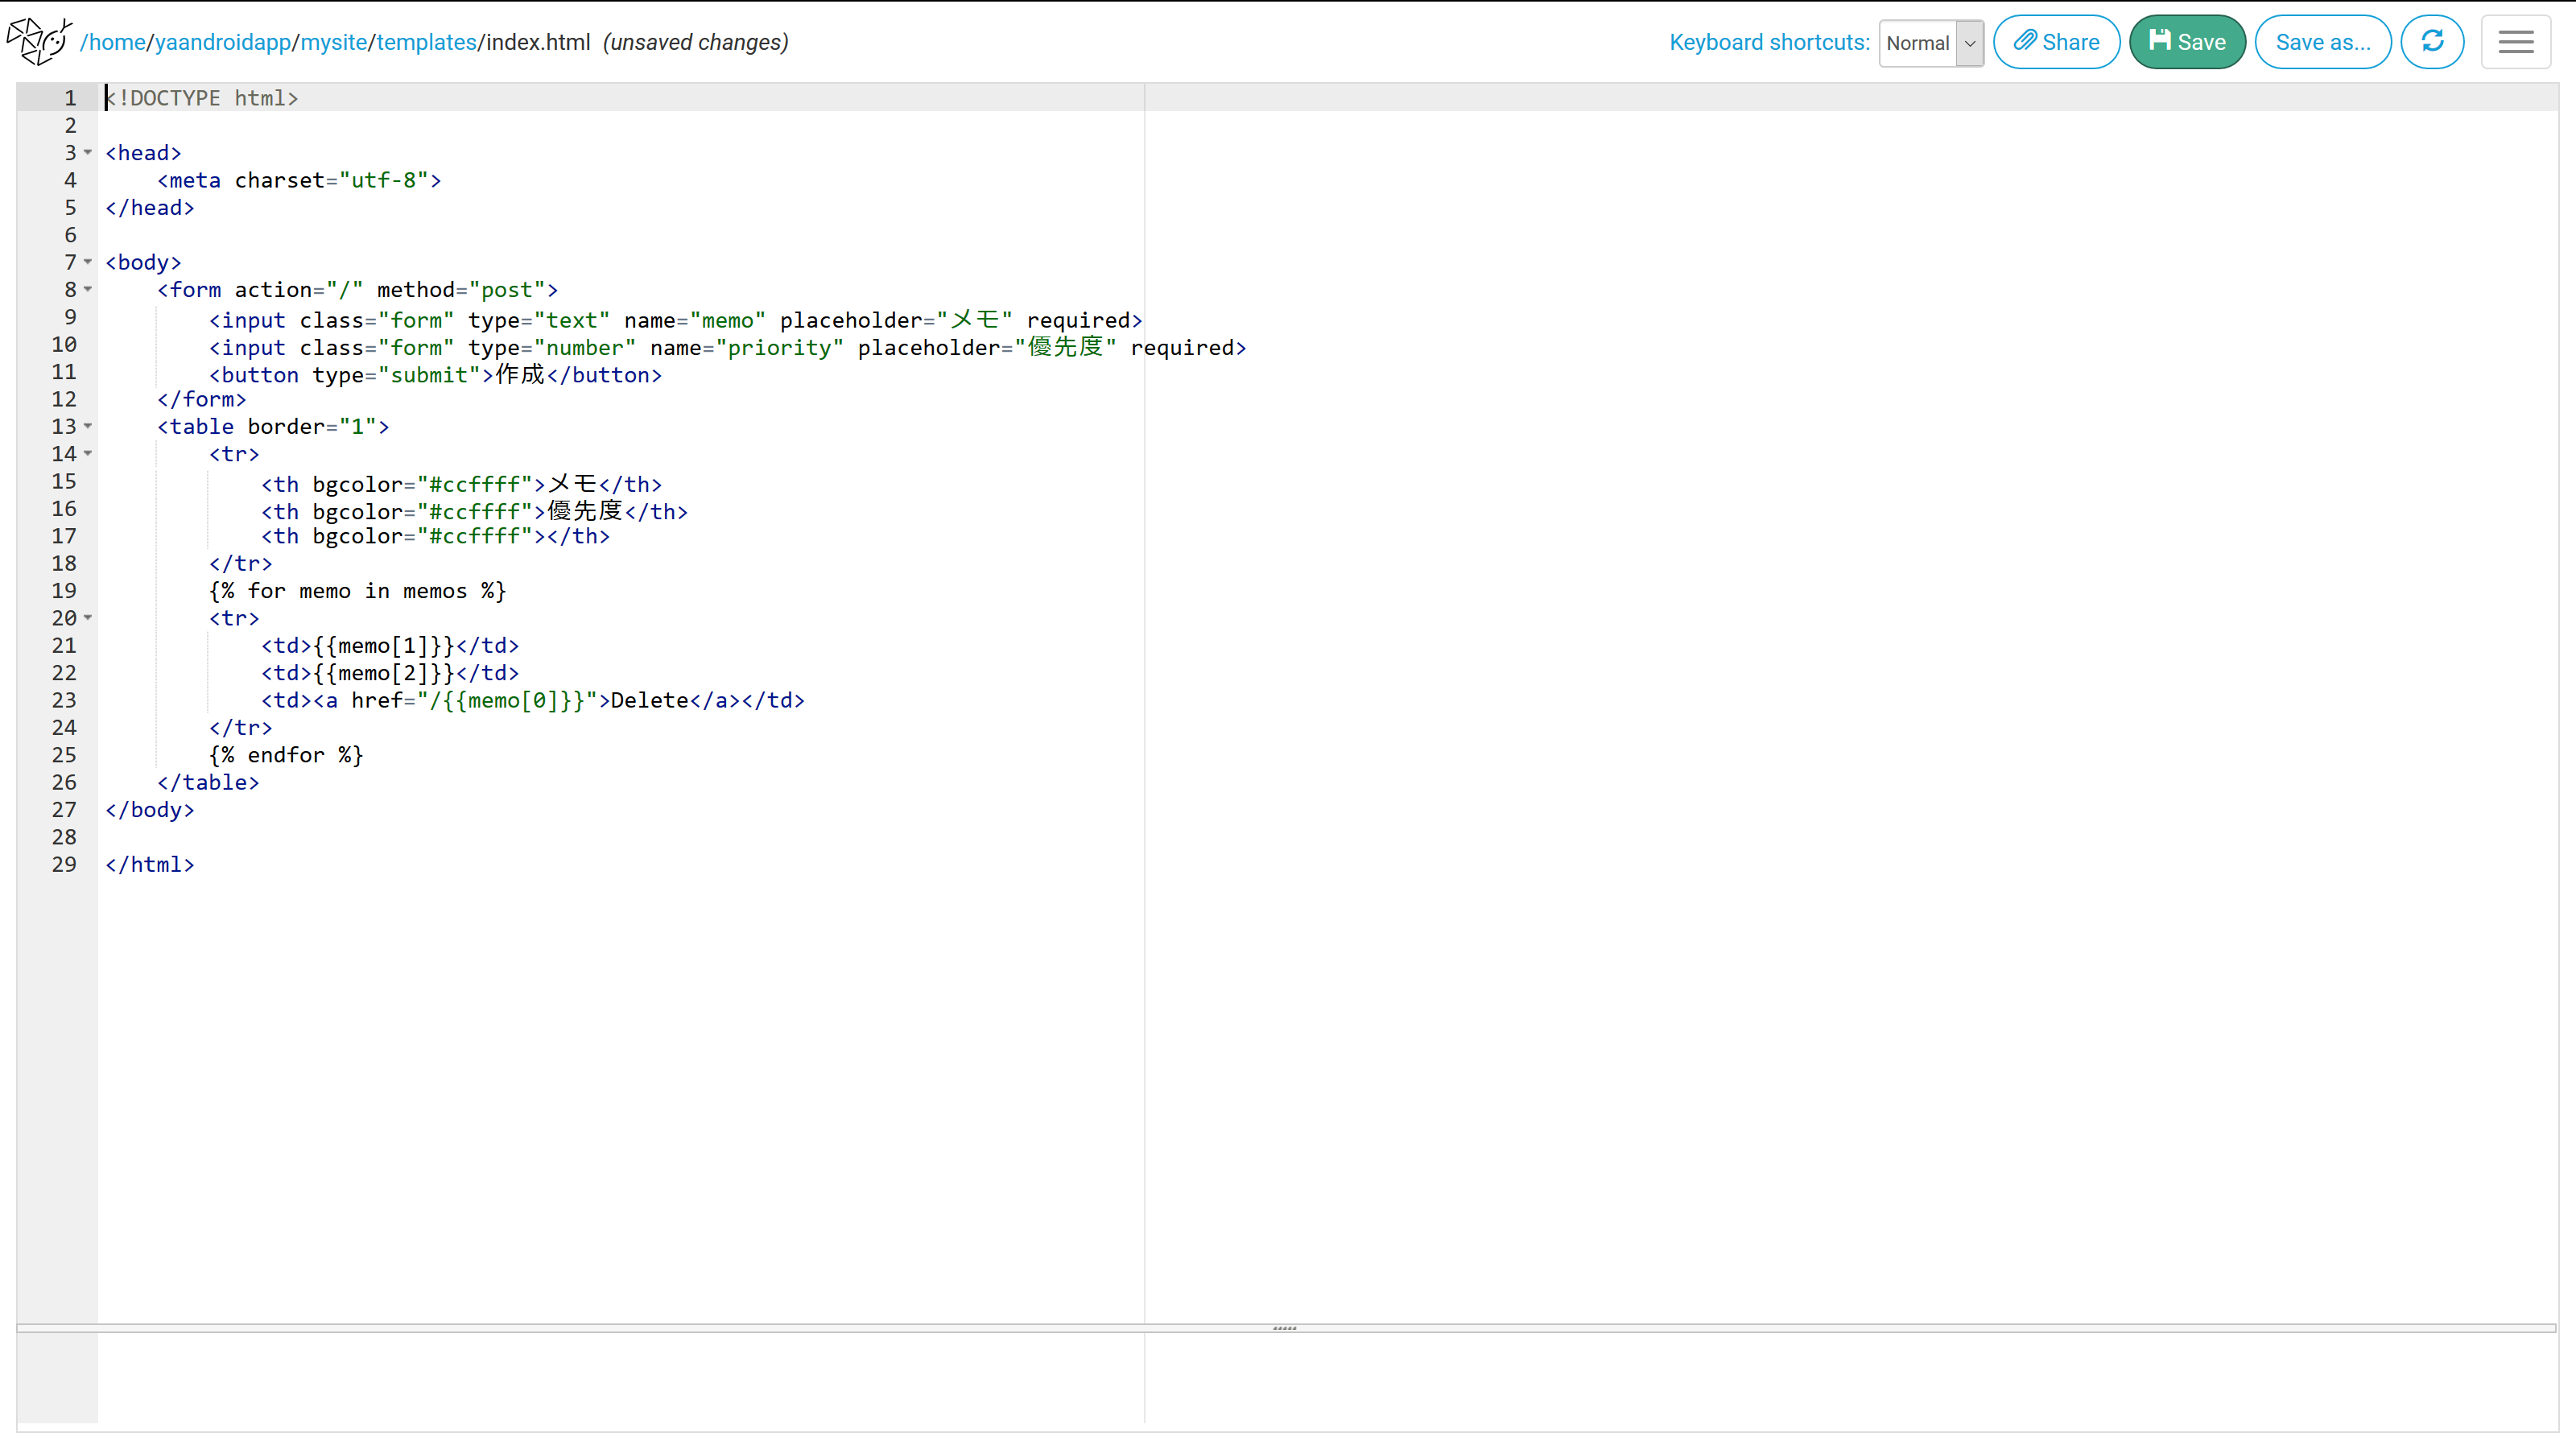 /home/yaandroidapp/mysite/templates/index.html (unsaved changes) Keyboard shortcuts: Normal Share Save Save as...
1 <!DOCTYPE html>
2
3 <head>
4     <meta charset="utf-8">
5 </head>
6
7 <body>
8     <form action="/" method="post">
9         <input class="form" type="text" name="memo" placeholder="メモ" required>
10         <input class="form" type="number" name="priority" placeholder="優先度" required>
11         <button type="submit">作成</button>
12     </form>
13     <table border="1">
14         <tr>
15             <th bgcolor="#ccffff">メモ</th>
16             <th bgcolor="#ccffff">優先度</th>
17             <th bgcolor="#ccffff"></th>
18         </tr>
19         {% for memo in memos %}
20         <tr>
21             <td>{{memo[1]}}</td>
22             <td>{{memo[2]}}</td>
23             <td><a href="/{{memo[0]}}">Delete</a></td>
24         </tr>
25         {% endfor %}
26     </table>
27 </body>
28
29 </html>